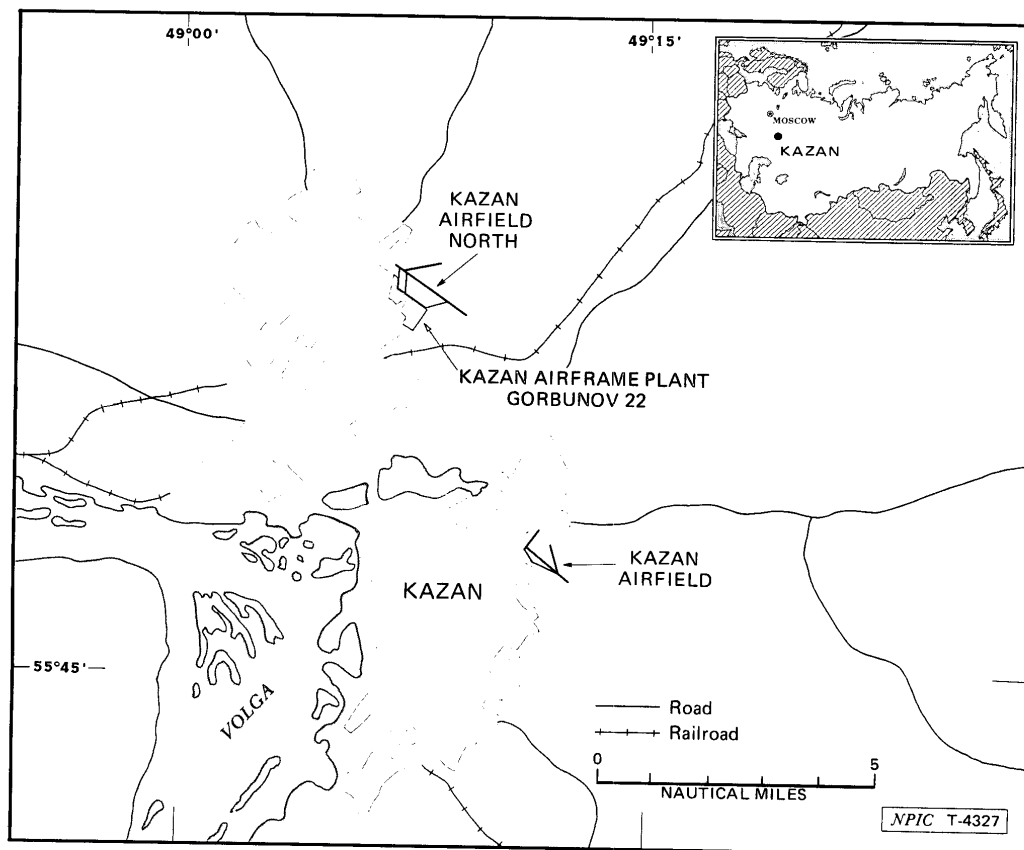 49°00'
49°15'
MOSCOW
KAZAN
KAZAN
AIRFIELD
NORTH
KAZAN AIRFRAME PLANT
GORBUNOV 22
KAZAN
KAZAN
AIRFIELD
55°45'
VOLGA
Road
Railroad
0 5
NAUTICAL MILES
NPIC T-4327